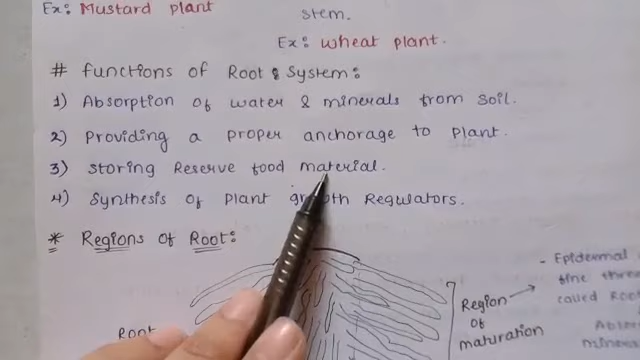 Ex: Mustard plant
stem.
Ex: wheat plant.
# Functions of Root & System:
1) Absorption of water & minerals from soil.
2) Providing a proper anchorage to plant.
3) storing Reserve food material.
4) Synthesis of plant growth Regulators.
* Regions of Root:
- Epidermal
fine
called Root
Region of maturation
Root